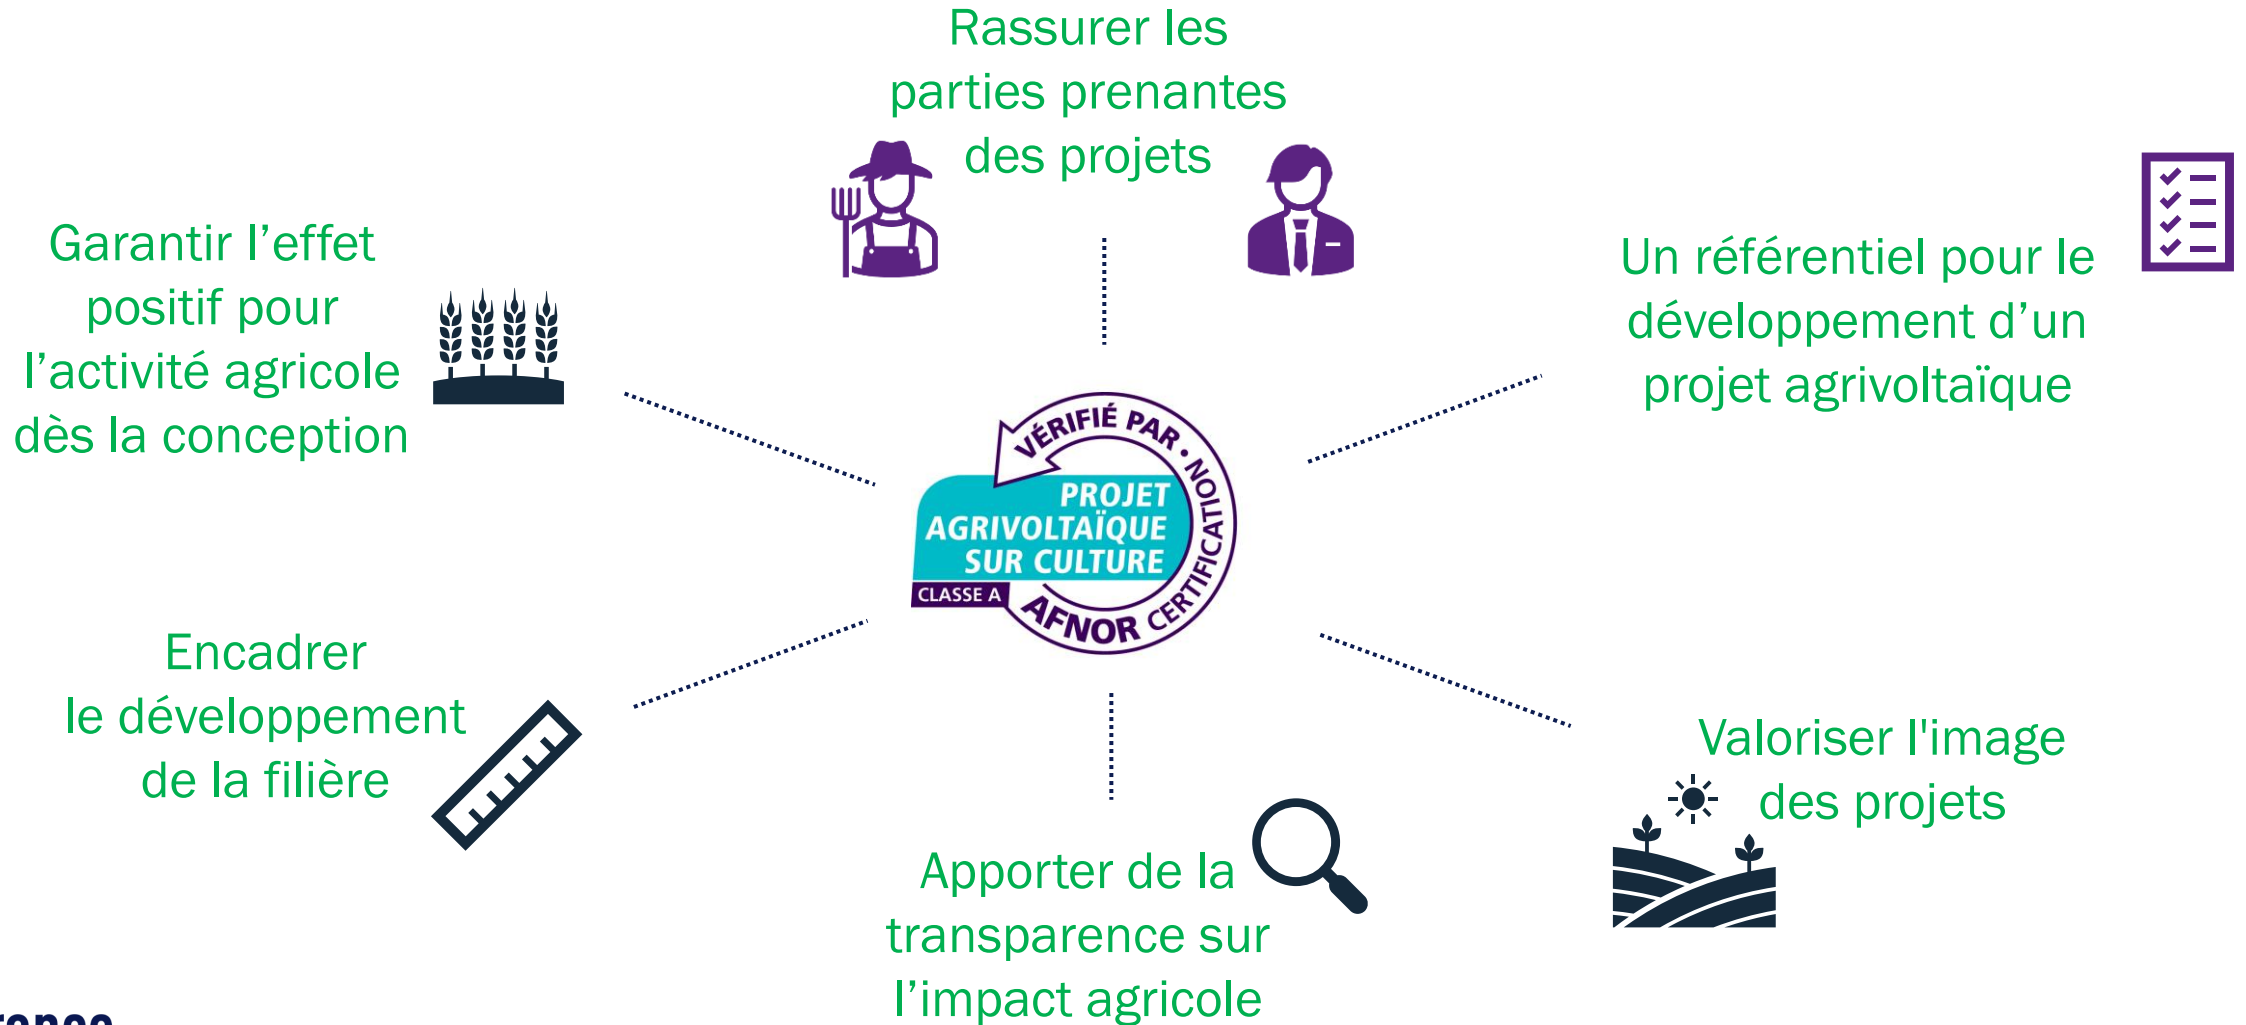 Rassurer les
parties prenantes
des projets
Garantir l’effet
positif pour
l’activité agricole
dès la conception
Un référentiel pour le
développement d’un
projet agrivoltaïque
VÉRIFIÉ PAR • AFNOR CERTIFICATION
PROJET
AGRIVOLTAÏQUE
SUR CULTURE
CLASSE A
Encadrer
le développement
de la filière
Valoriser l'image
des projets
Apporter de la
transparence sur
l’impact agricole